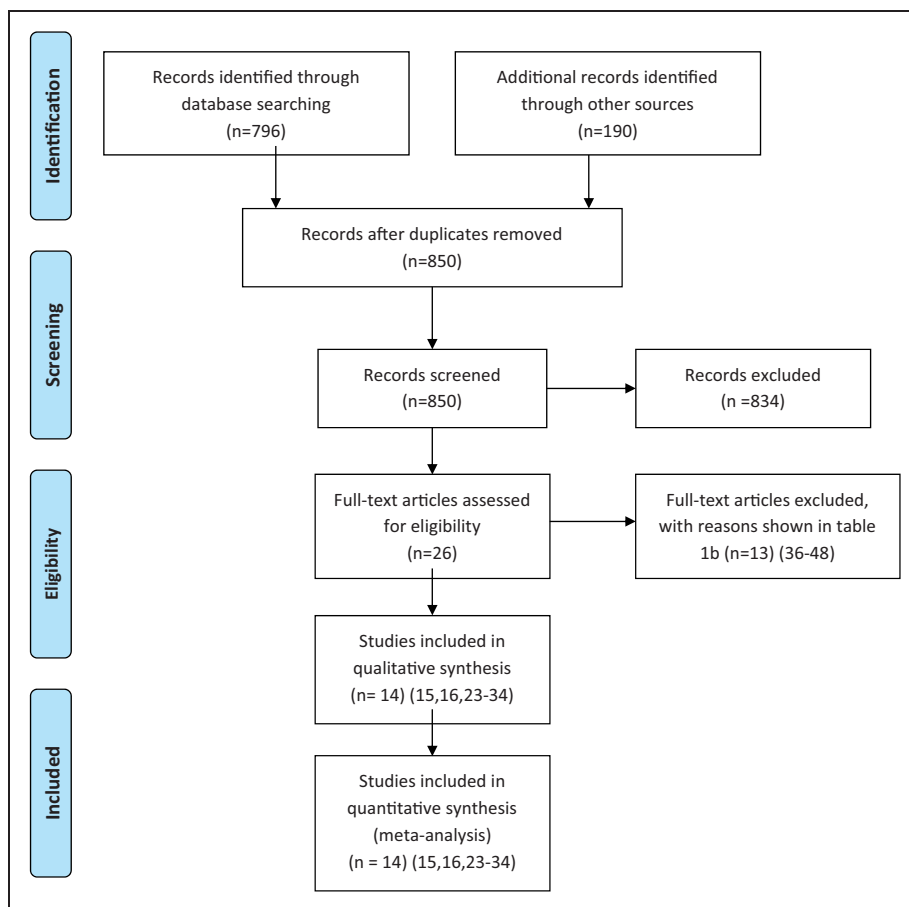 Identification
Records identified through
database searching
(n=796)
Additional records identified
through other sources
(n=190)
Records after duplicates removed
(n=850)
Screening
Records screened
(n=850)
Records excluded
(n =834)
Eligibility
Full-text articles assessed
for eligibility
(n=26)
Full-text articles excluded,
with reasons shown in table
1b (n=13) (36-48)
Studies included in
qualitative synthesis
(n= 14) (15,16,23-34)
Included
Studies included in
quantitative synthesis
(meta-analysis)
(n = 14) (15,16,23-34)